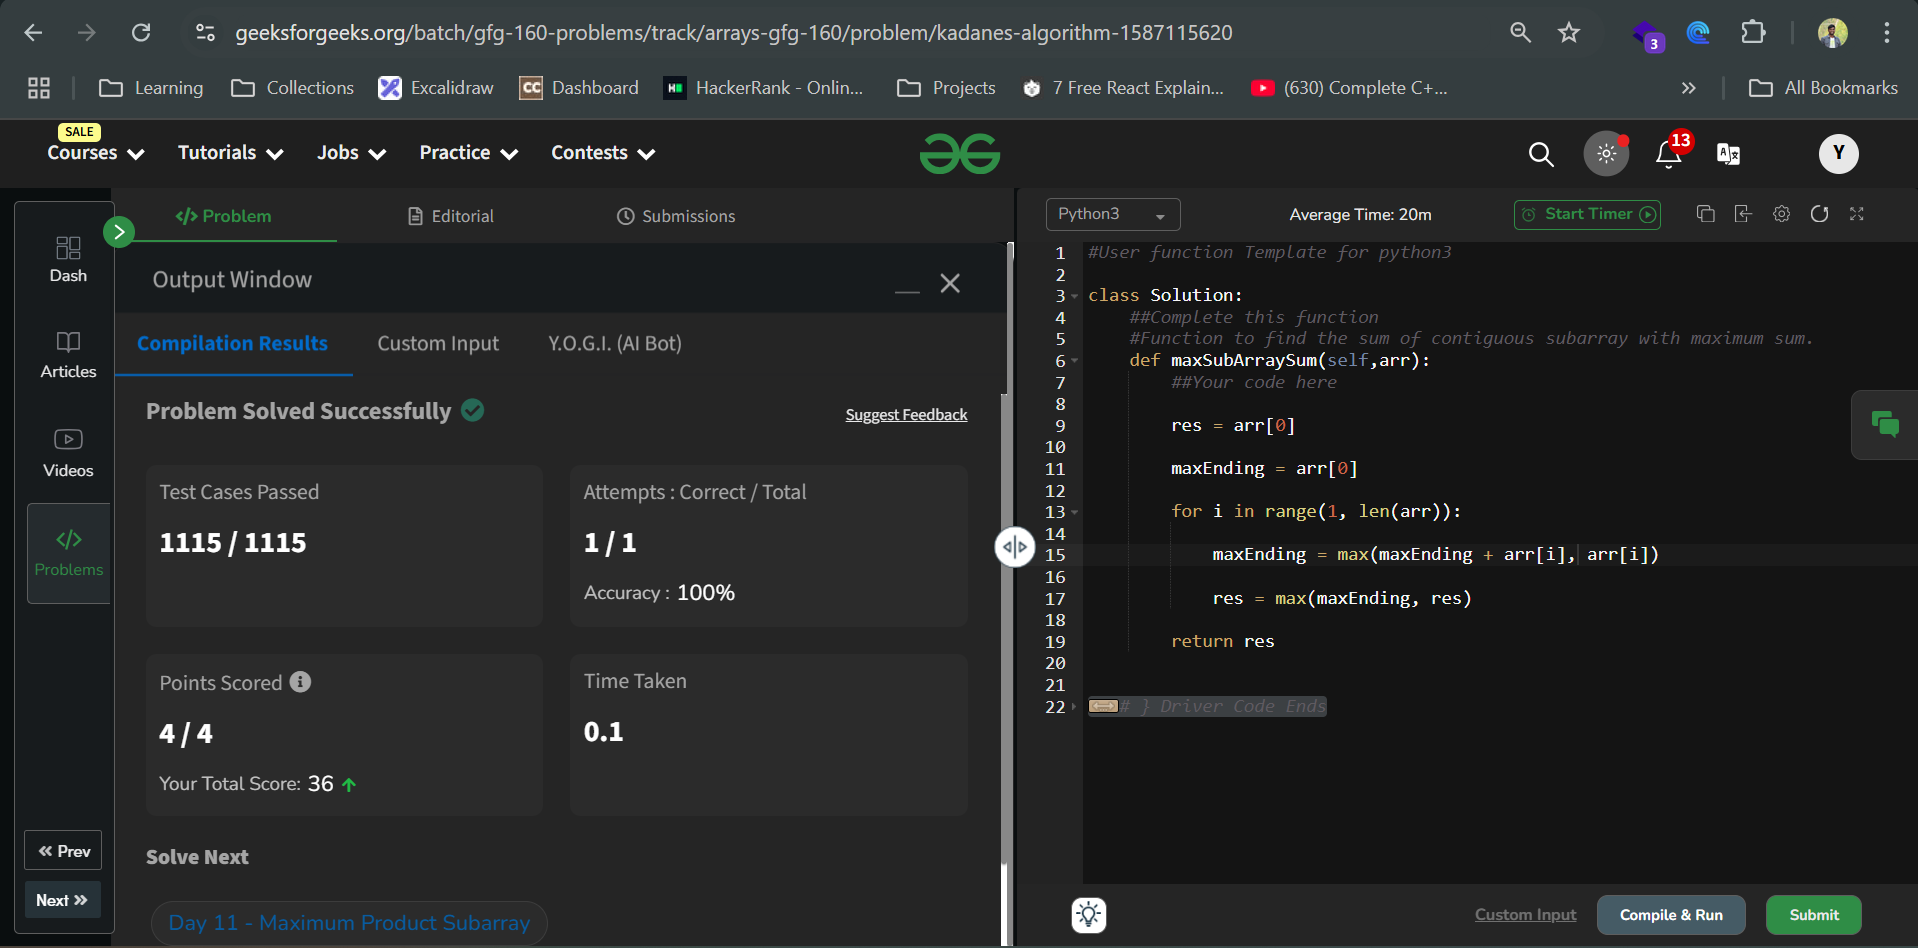 geeksforgeeks.org/batch/gfg-160-problems/track/arrays-gfg-160/problem/kadanes-algorithm-1587115620
3
Learning
Collections
Excalidraw
CC
Dashboard
HackerRank - Onlin...
Projects
7 Free React Explain...
(630) Complete C+...
»
All Bookmarks
SALE
Courses
Tutorials
Jobs
Practice
Contests
13
Y
Dash
Articles
Videos
</>
Problems
Prev
Next
</> Problem
Editorial
Submissions
Output Window
Compilation Results
Custom Input
Y.O.G.I. (AI Bot)
Problem Solved Successfully
Suggest Feedback
Test Cases Passed
1115 / 1115
Attempts : Correct / Total
1 / 1
Accuracy : 100%
Points Scored
4 / 4
Your Total Score: 36
Time Taken
0.1
Solve Next
Day 11 - Maximum Product Subarray
Python3
Average Time: 20m
Start Timer
1 #User function Template for python3
2
3 class Solution:
4 ##Complete this function
5 #Function to find the sum of contiguous subarray with maximum sum.
6 def maxSubArraySum(self,arr):
7 ##Your code here
8
9 res = arr[0]
10
11 maxEnding = arr[0]
12
13 for i in range(1, len(arr)):
14
15 maxEnding = max(maxEnding + arr[i], arr[i])
16
17 res = max(maxEnding, res)
18
19 return res
20
21
22 # } Driver Code Ends
Custom Input
Compile & Run
Submit